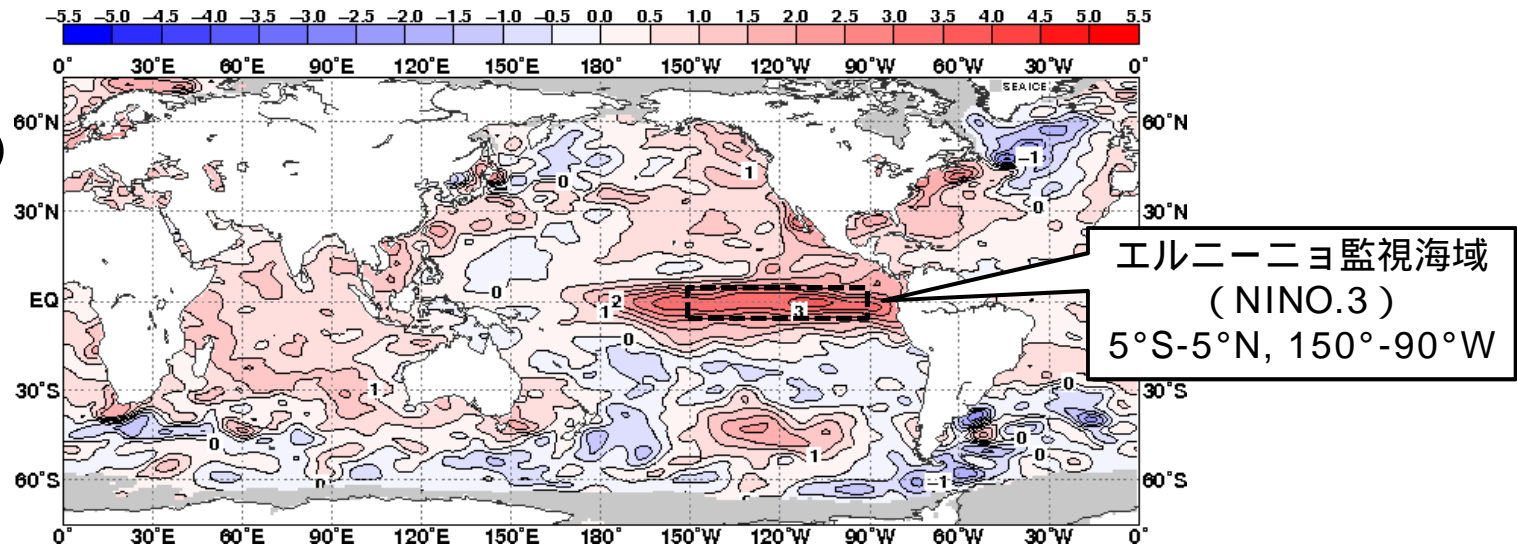 −5.5 −5.0 −4.5 −4.0 −3.5 −3.0 −2.5 −2.0 −1.5 −1.0 −0.5 0.0 0.5 1.0 1.5 2.0 2.5 3.0 3.5 4.0 4.5 5.0 5.5
0° 30°E 60°E 90°E 120°E 150°E 180° 150°W 120°W 90°W 60°W 30°W 0°
SEA ICE
60°N 60°N
−1
0 1
0
30°N 30°N
エルニーニョ監視海域
(NINO.3)
5°S-5°N, 150°-90°W
0
EQ 1 2 3
0
30°S 1 0 30°S
0 0
1 0
60°S 0 −1 60°S
0° 30°E 60°E 90°E 120°E 150°E 180° 150°W 120°W 90°W 60°W 30°W 0°
)